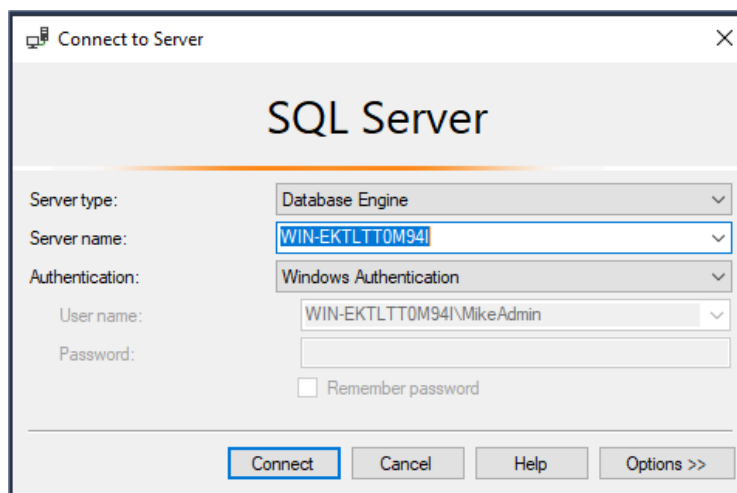 Connect to Server
SQL Server
Server type: Database Engine
Server name: WIN-EKTLTT0M94I
Authentication: Windows Authentication
User name: WIN-EKTLTT0M94I\MikeAdmin
Password:
Remember password
Connect Cancel Help Options >>